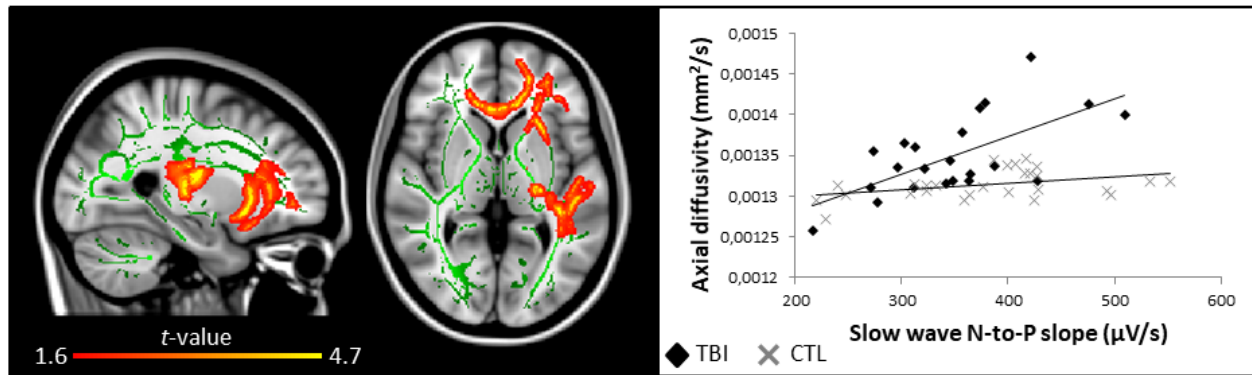 t-value
1.6 4.7
Axial diffusivity (mm²/s)
0,0015
0,00145
0,0014
0,00135
0,0013
0,00125
0,0012
200 300 400 500 600
Slow wave N-to-P slope (µV/s)
TBI CTL